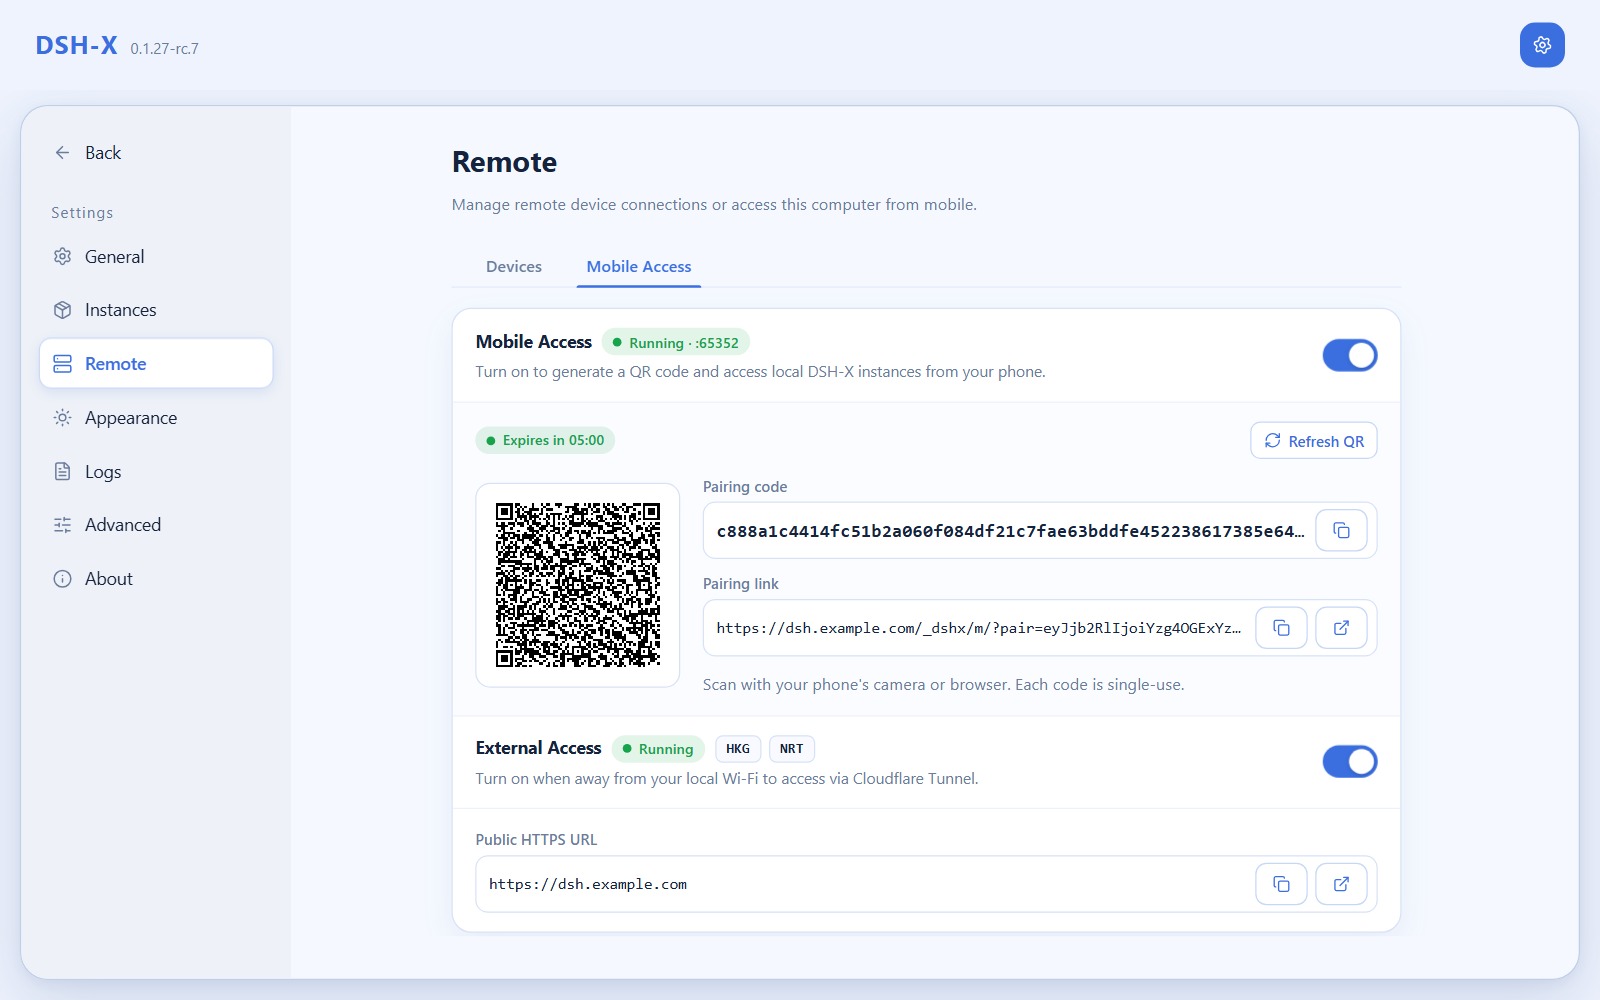 DSH-X 0.1.27-rc.7
Back
Settings
General
Instances
Remote
Appearance
Logs
Advanced
About
Remote
Manage remote device connections or access this computer from mobile.
Devices Mobile Access
Mobile Access Running · :65352
Turn on to generate a QR code and access local DSH-X instances from your phone.
Expires in 05:00 Refresh QR
Pairing code
c888a1c4414fc51b2a060f084df21c7fae63bddfe452238617385e64…
Pairing link
https://dsh.example.com/_dshx/m/?pair=eyJjb2RlIjoiYzg4OGExYz…
Scan with your phone's camera or browser. Each code is single-use.
External Access Running HKG NRT
Turn on when away from your local Wi-Fi to access via Cloudflare Tunnel.
Public HTTPS URL
https://dsh.example.com